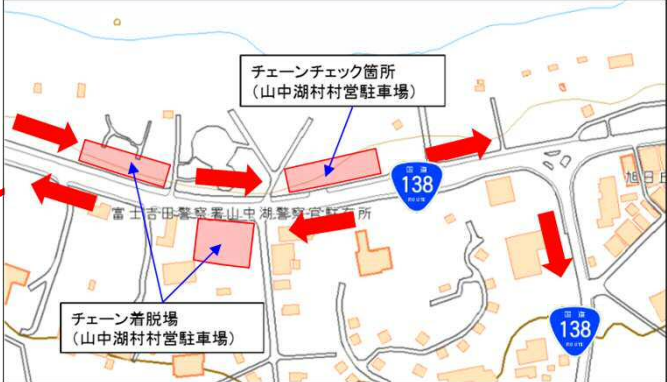 チェーンチェック箇所
（山中湖村村営駐車場）
国道
138
ROUTE
旭日丘
富士吉田警察署山中湖警察官駐在所
チェーン着脱場
（山中湖村村営駐車場）
国道
138
ROUTE